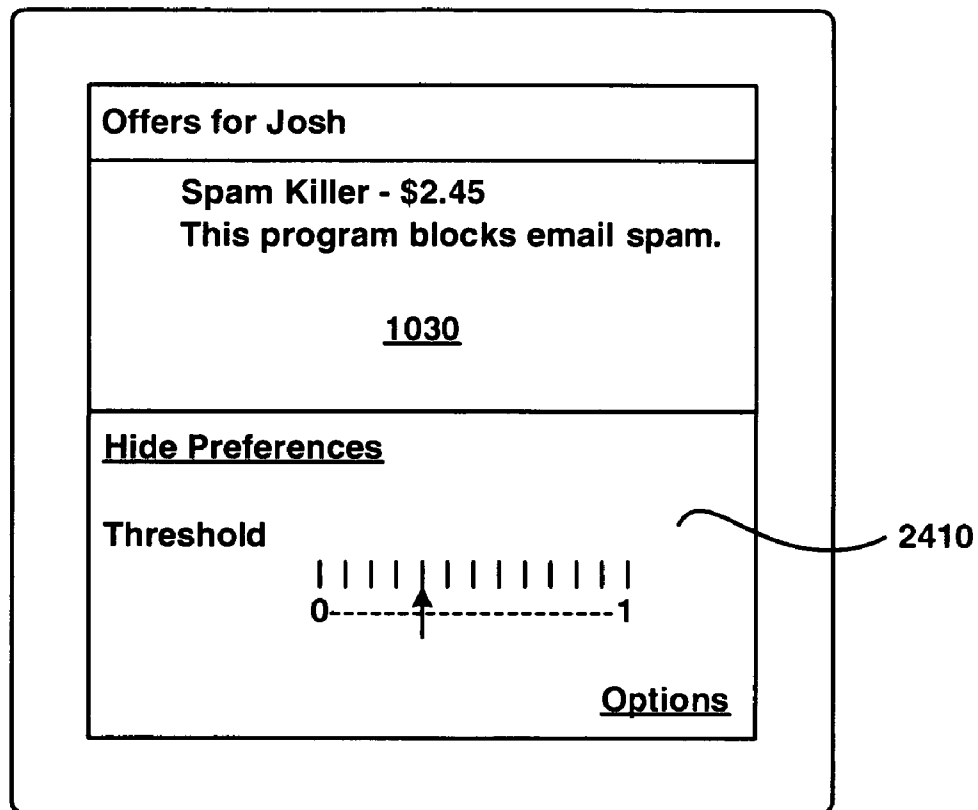 Offers for Josh
Spam Killer - $2.45
This program blocks email spam.
1030
Hide Preferences
2410
Threshold
0-----------------------1
Options